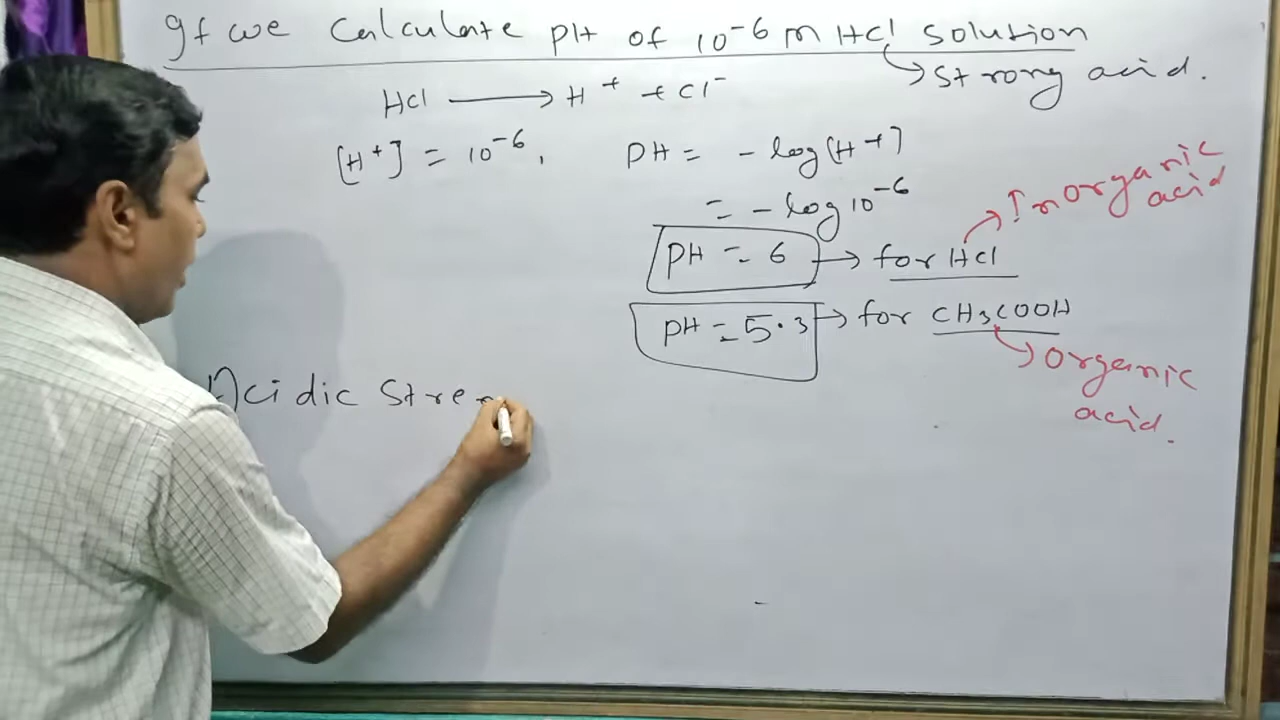 If we Calculate pH of 10⁻⁶ m HCl solution
→ Strong acid.
HCl → H⁺ + Cl⁻
[H⁺] = 10⁻⁶, PH = - log[H+]
= - log 10⁻⁶
PH = 6 → for HCl → Inorganic acid
PH = 5.3 → for CH3COOH → Organic acid.
Acidic Stren